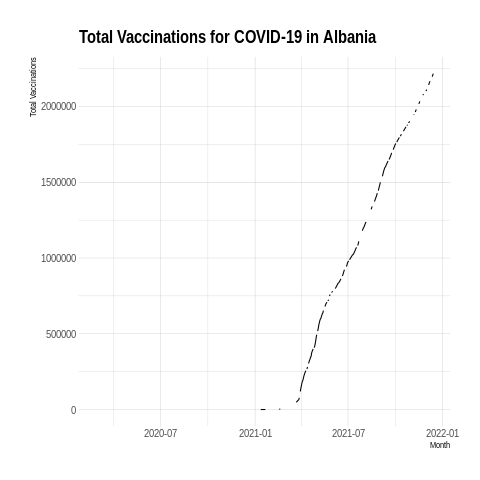 Total Vaccinations for COVID-19 in Albania
Total Vaccinations
2000000
1500000
1000000
500000
0
2020-07 2021-01 2021-07 2022-01
Month